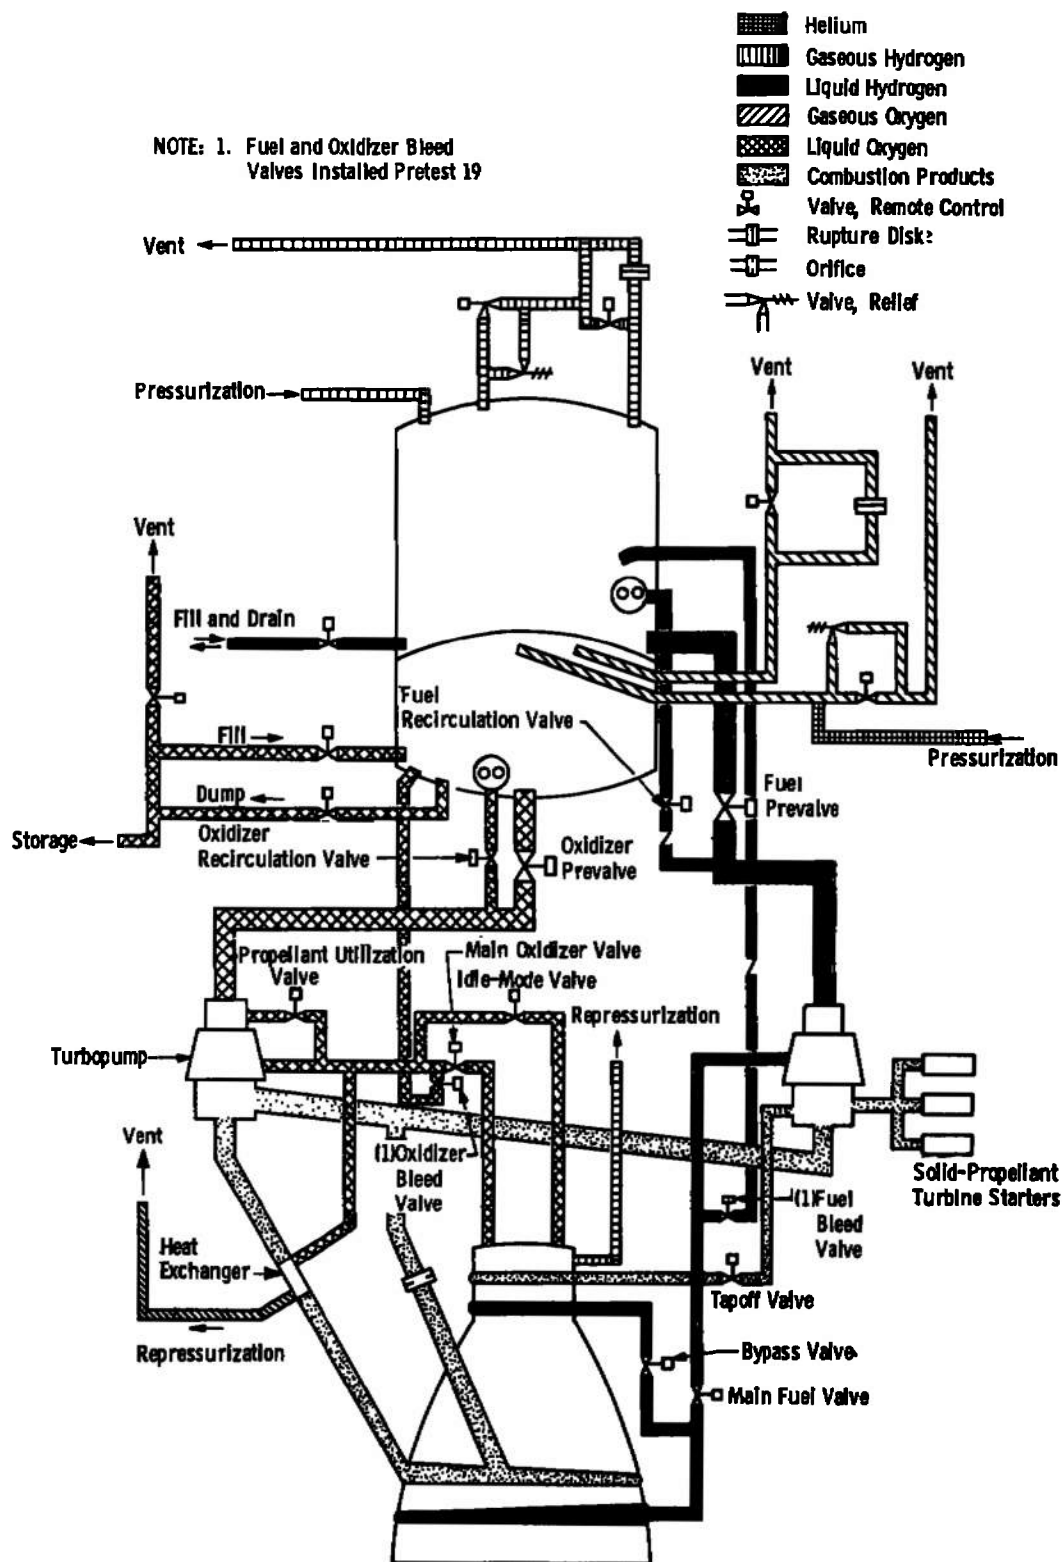 Helium
Gaseous Hydrogen
Liquid Hydrogen
Gaseous Oxygen
Liquid Oxygen
Combustion Products
Valve, Remote Control
Rupture Disk
Orifice
Valve, Relief
NOTE: 1. Fuel and Oxidizer Bleed
Valves Installed Pretest 19
Vent
Pressurization
Vent
Vent
Vent
Fill and Drain
Fuel
Recirculation Valve
Fill
Pressurization
Dump
Fuel
Prevalve
Storage
Oxidizer
Recirculation Valve
Oxidizer
Prevalve
Propellant Utilization
Valve
Main Oxidizer Valve
Idle-Mode Valve
Repressurization
Turbopump
Vent
(1)Oxidizer
Bleed
Valve
Solid-Propellant
Turbine Starters
(1)Fuel
Bleed
Valve
Heat
Exchanger
Tapoff Valve
Repressurization
Bypass Valve
Main Fuel Valve